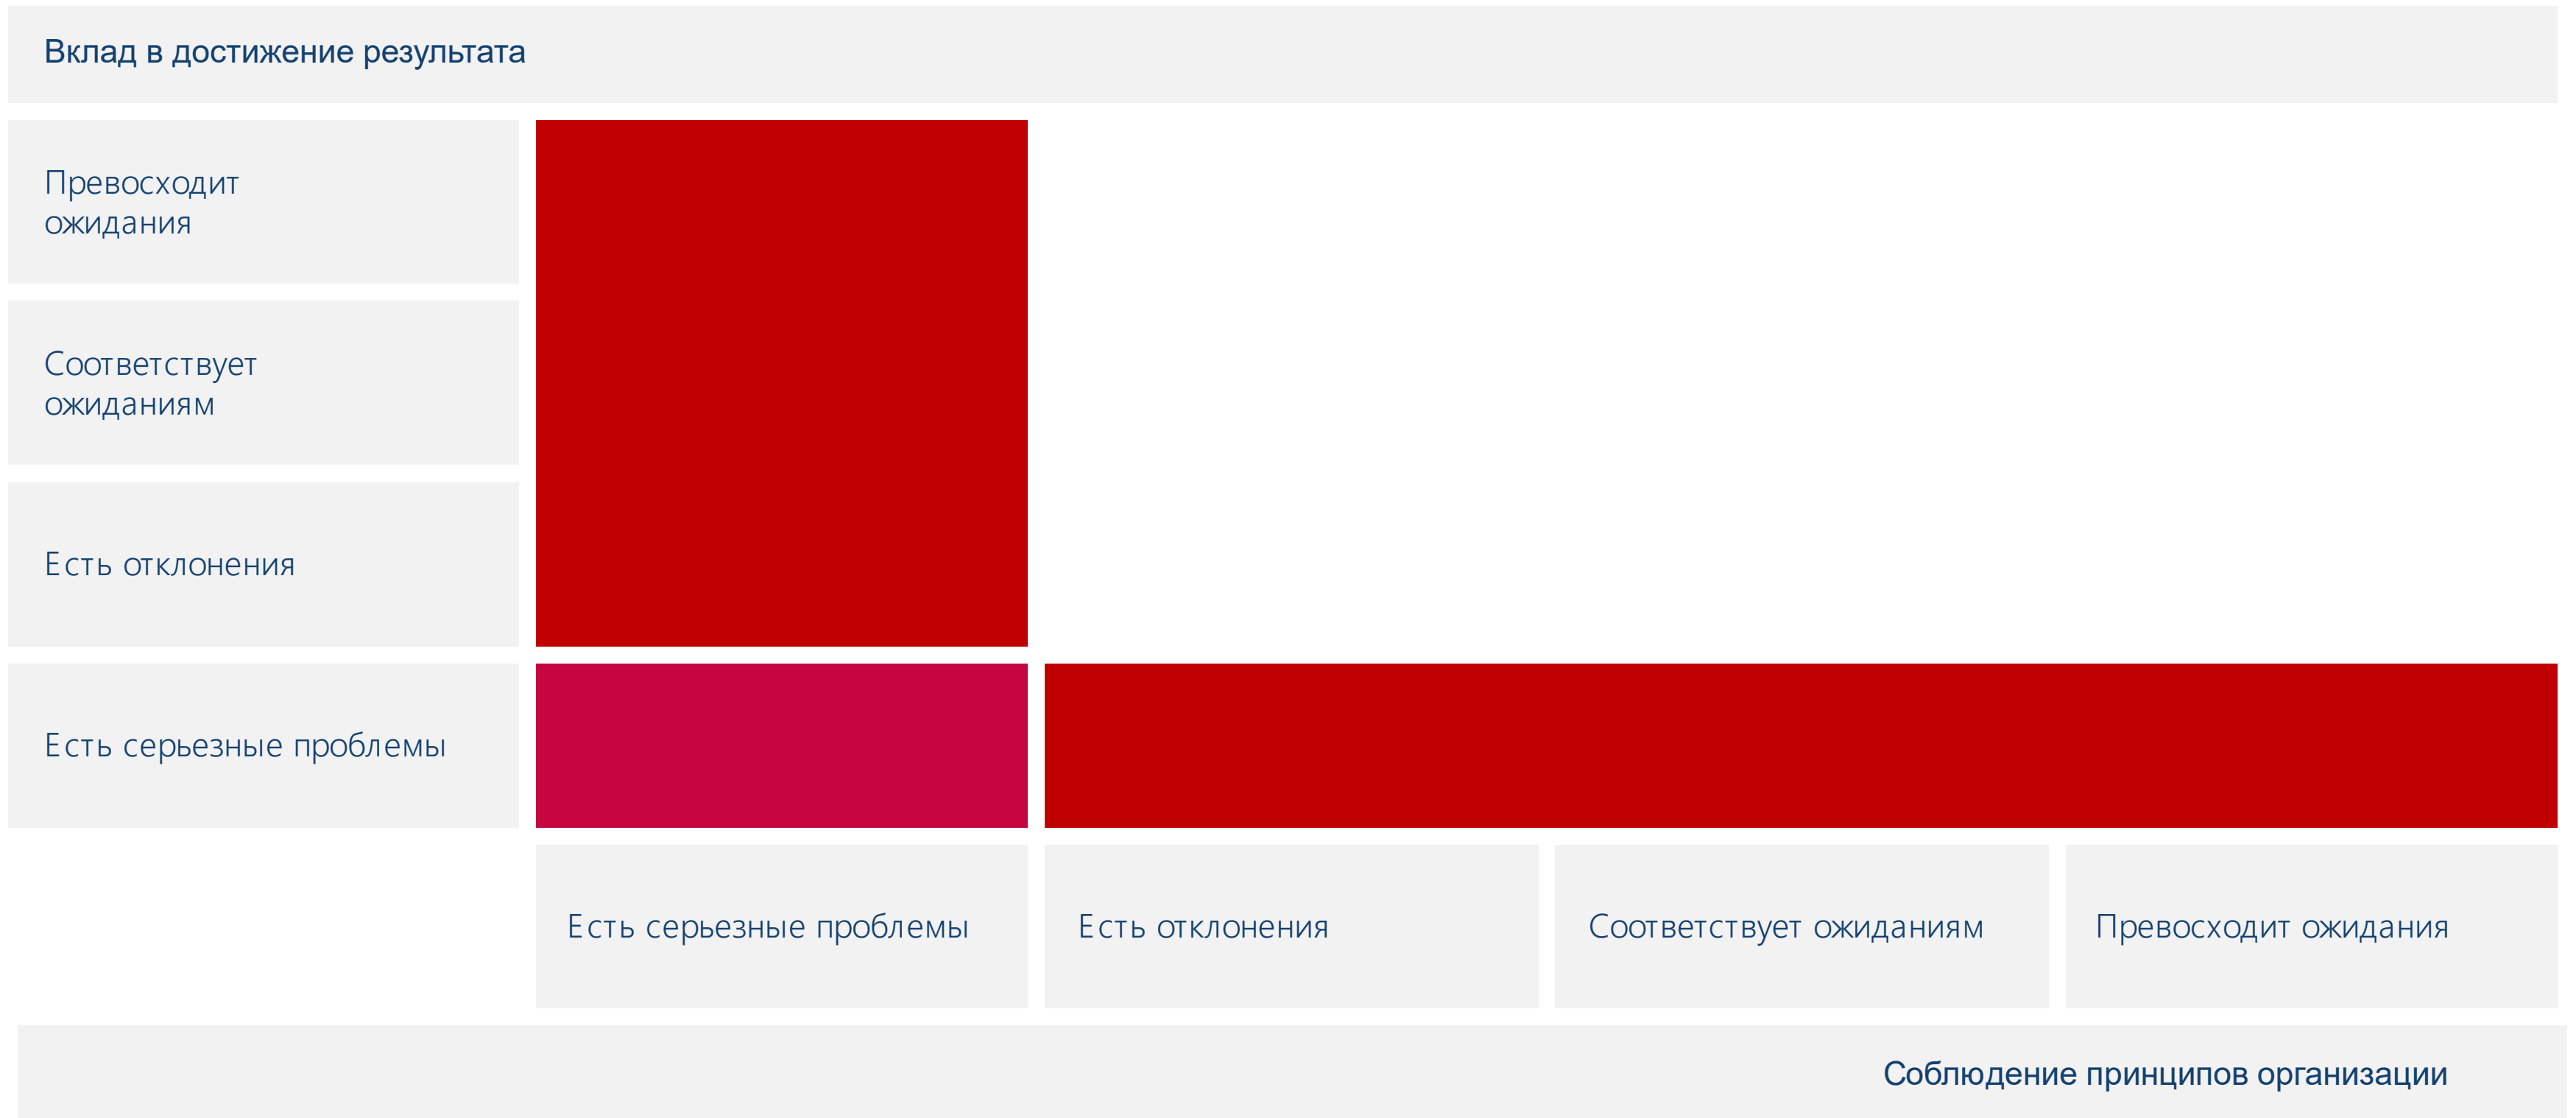 Вклад в достижение результата
Превосходит
ожидания
Соответствует
ожиданиям
Есть отклонения
Есть серьезные проблемы
Есть серьезные проблемы
Есть отклонения
Соответствует ожиданиям
Превосходит ожидания
Соблюдение принципов организации